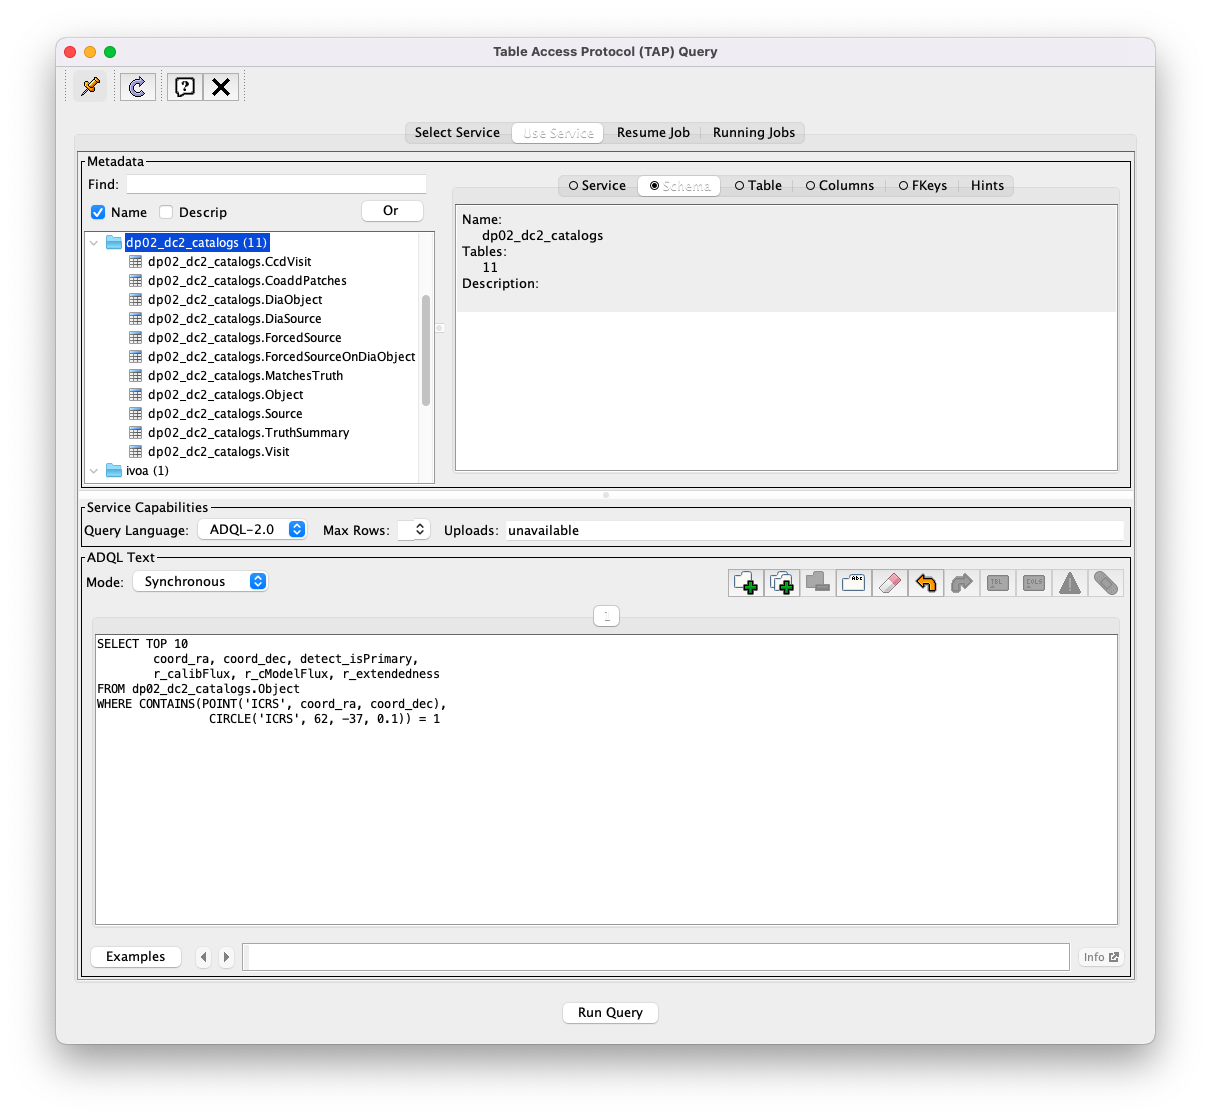 Table Access Protocol (TAP) Query
Select Service Use Service Resume Job Running Jobs
Metadata
Find:
Name Descrip Or
dp02_dc2_catalogs (11)
dp02_dc2_catalogs.CcdVisit
dp02_dc2_catalogs.CoaddPatches
dp02_dc2_catalogs.DiaObject
dp02_dc2_catalogs.DiaSource
dp02_dc2_catalogs.ForcedSource
dp02_dc2_catalogs.ForcedSourceOnDiaObject
dp02_dc2_catalogs.MatchesTruth
dp02_dc2_catalogs.Object
dp02_dc2_catalogs.Source
dp02_dc2_catalogs.TruthSummary
dp02_dc2_catalogs.Visit
ivoa (1)
Service Schema Table Columns FKeys Hints
Name:
dp02_dc2_catalogs
Tables:
11
Description:
Service Capabilities
Query Language: ADQL-2.0 Max Rows: Uploads: unavailable
ADQL Text
Mode: Synchronous
Abc
TBL
COLS
1
SELECT TOP 10
coord_ra, coord_dec, detect_isPrimary,
r_calibFlux, r_cModelFlux, r_extendedness
FROM dp02_dc2_catalogs.Object
WHERE CONTAINS(POINT('ICRS', coord_ra, coord_dec),
CIRCLE('ICRS', 62, -37, 0.1)) = 1
Examples Info
Run Query